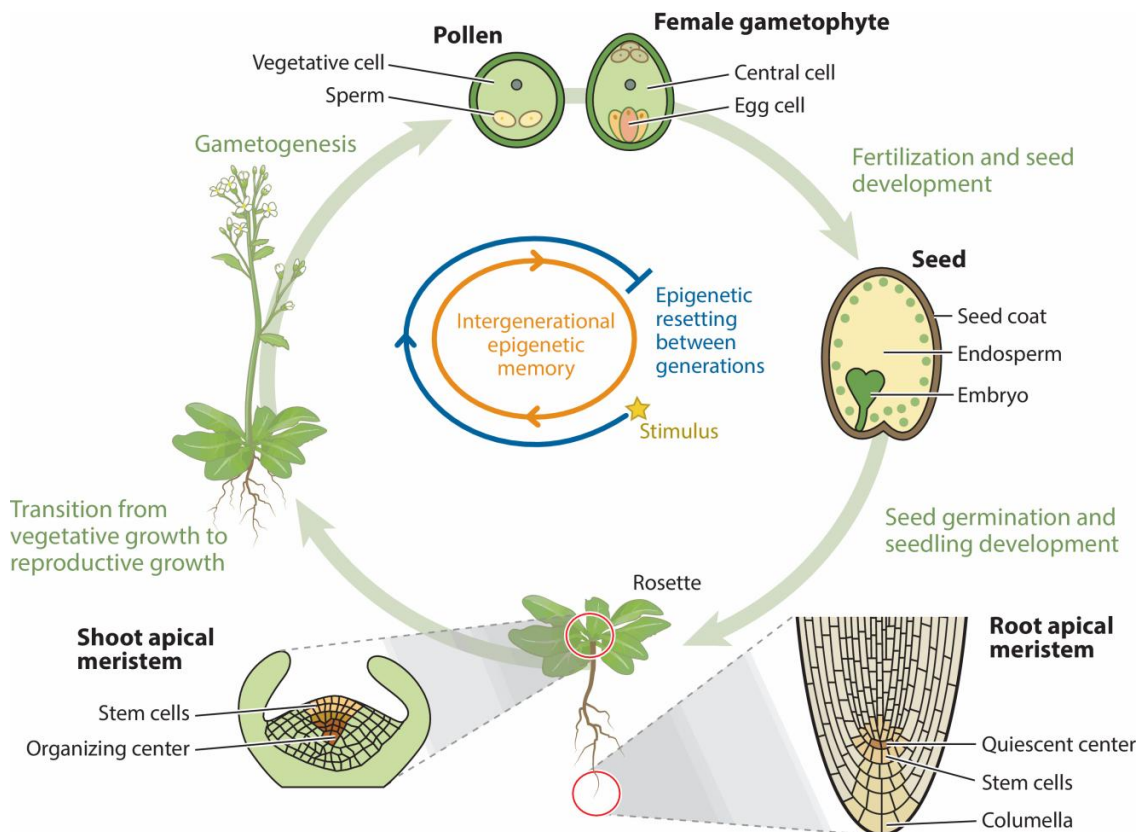 Pollen
Female gametophyte
Vegetative cell
Sperm
Central cell
Egg cell
Gametogenesis
Fertilization and seed
development
Intergenerational
epigenetic
memory
Epigenetic
resetting
between
generations
Stimulus
Seed
Seed coat
Endosperm
Embryo
Transition from
vegetative growth to
reproductive growth
Seed germination and
seedling development
Rosette
Shoot apical
meristem
Stem cells
Organizing center
Root apical
meristem
Quiescent center
Stem cells
Columella